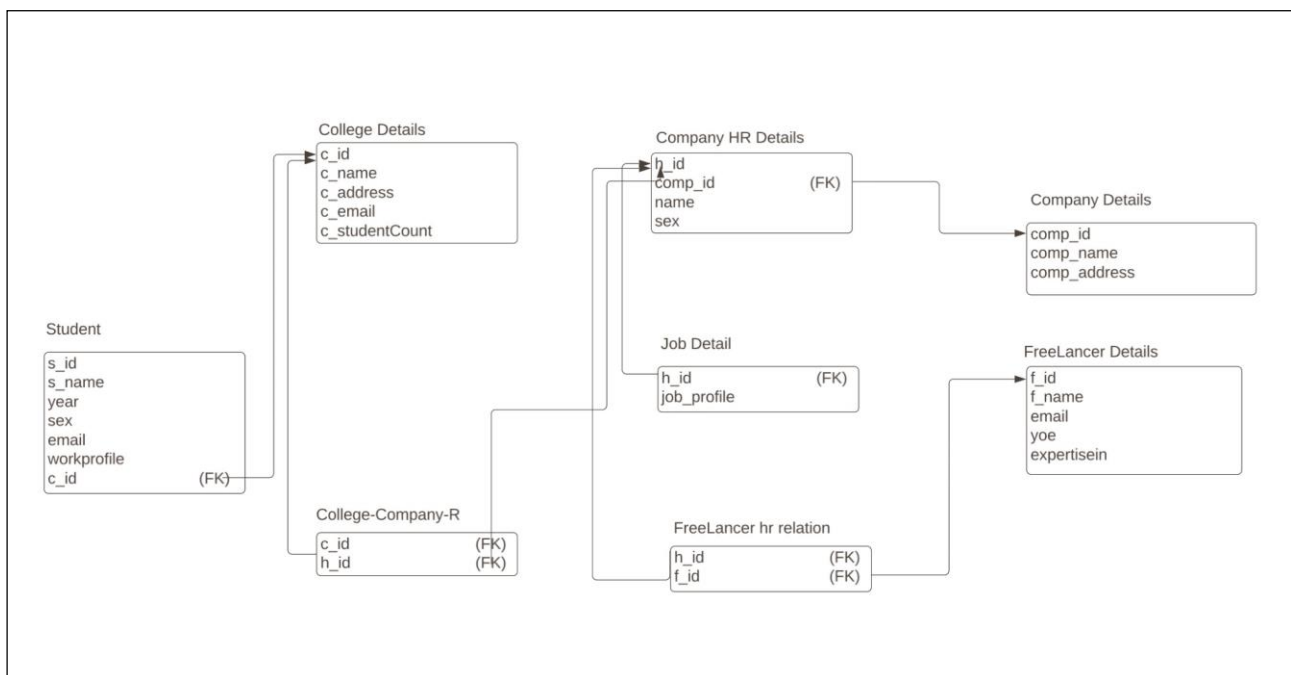 College Details
c_id
c_name
c_address
c_email
c_studentCount
Company HR Details
h_id
comp_id (FK)
name
sex
Company Details
comp_id
comp_name
comp_address
Student
s_id
s_name
year
sex
email
workprofile
c_id (FK)
Job Detail
h_id (FK)
job_profile
FreeLancer Details
f_id
f_name
email
yoe
expertisein
College-Company-R
c_id (FK)
h_id (FK)
FreeLancer hr relation
h_id (FK)
f_id (FK)